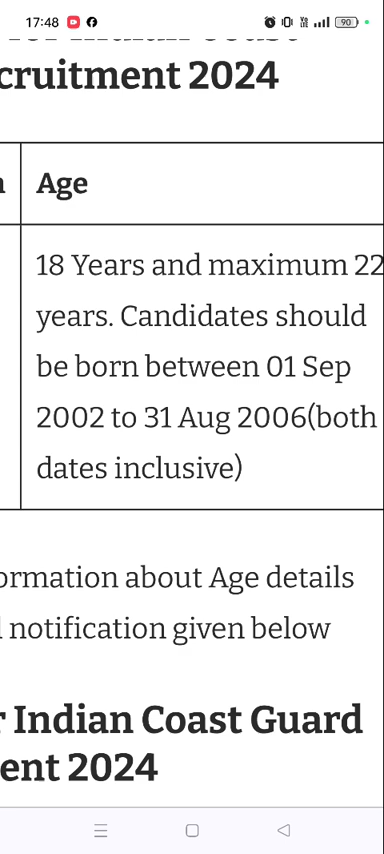 17:48
90
cruitment 2024
Age
18 Years and maximum 22
years. Candidates should
be born between 01 Sep
2002 to 31 Aug 2006(both
dates inclusive)
ormation about Age details
notification given below
r Indian Coast Guard
ent 2024